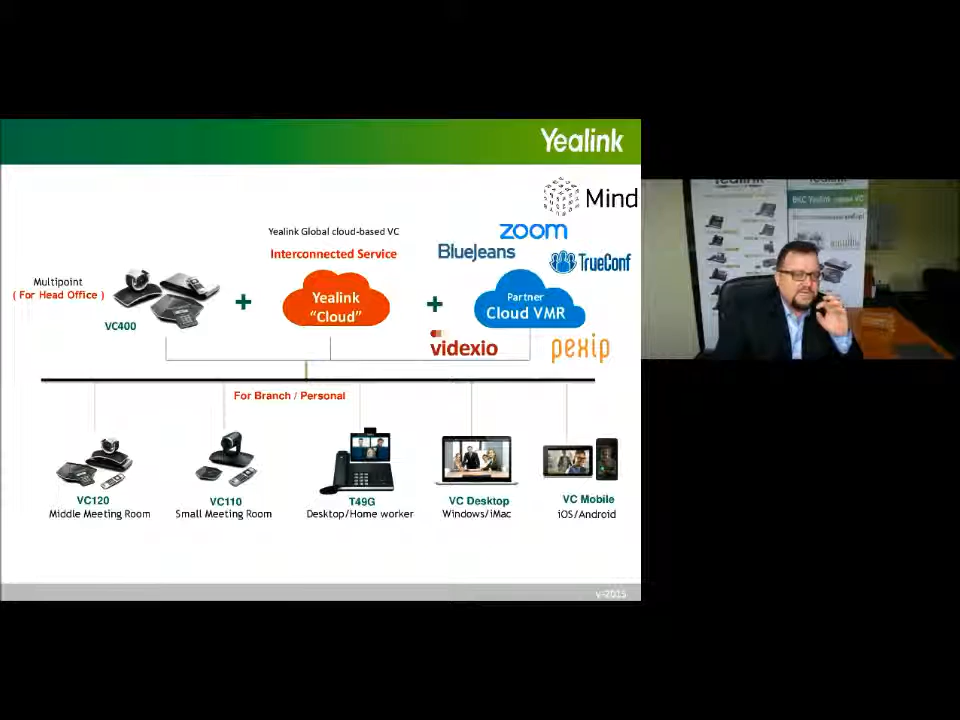 Yealink
Mind
zoom
BlueJeans
TrueConf
Yealink Global cloud-based VC
Interconnected Service
Multipoint
( For Head Office )
VC400
+
Yealink
"Cloud"
+
Partner
Cloud VMR
videxio
pexip
For Branch / Personal
VC120
Middle Meeting Room
VC110
Small Meeting Room
T49G
Desktop/Home worker
VC Desktop
Windows/iMac
VC Mobile
iOS/Android